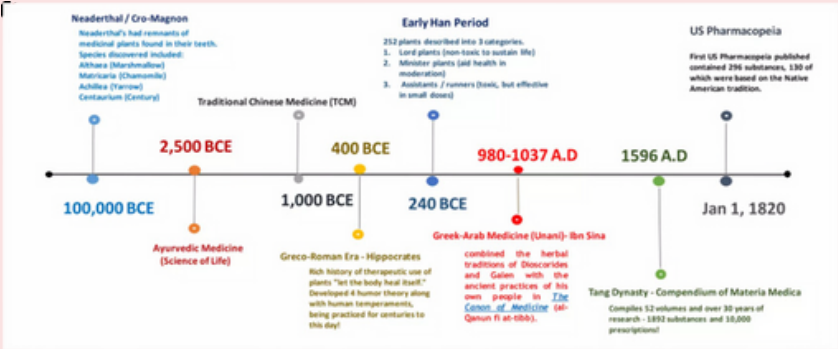 Neaderthal / Cro-Magnon
Neaderthal's had remnants of
medicinal plants found in their teeth.
Species discovered included:
Althaea (Marshmallow)
Matricaria (Chamomile)
Achillea (Yarrow)
Centaurium (Century)
100,000 BCE
2,500 BCE
Ayurvedic Medicine
(Science of Life)
Traditional Chinese Medicine (TCM)
1,000 BCE
400 BCE
Greco-Roman Era - Hippocrates
Rich history of therapeutic use of
plants "let the body heal itself."
Developed 4 humor theory along
with human temperaments,
being practiced for centuries to
this day!
Early Han Period
252 plants described into 3 categories.
1. Lord plants (non-toxic to sustain life)
2. Minister plants (aid health in
moderation)
3. Assistants / runners (toxic, but effective
in small doses)
240 BCE
980-1037 A.D
Greek-Arab Medicine (Unani)- Ibn Sina
combined the herbal
traditions of Dioscorides
and Galen with the
ancient practices of his
own people in The
Canon of Medicine (al-
Qanun fi at-tibb).
1596 A.D
Tang Dynasty - Compendium of Materia Medica
Compiles 52 volumes and over 30 years of
research - 1892 substances and 10,000
prescriptions!
US Pharmacopeia
First US Pharmacopeia published
contained 296 substances, 130 of
which were based on the Native
American tradition.
Jan 1, 1820